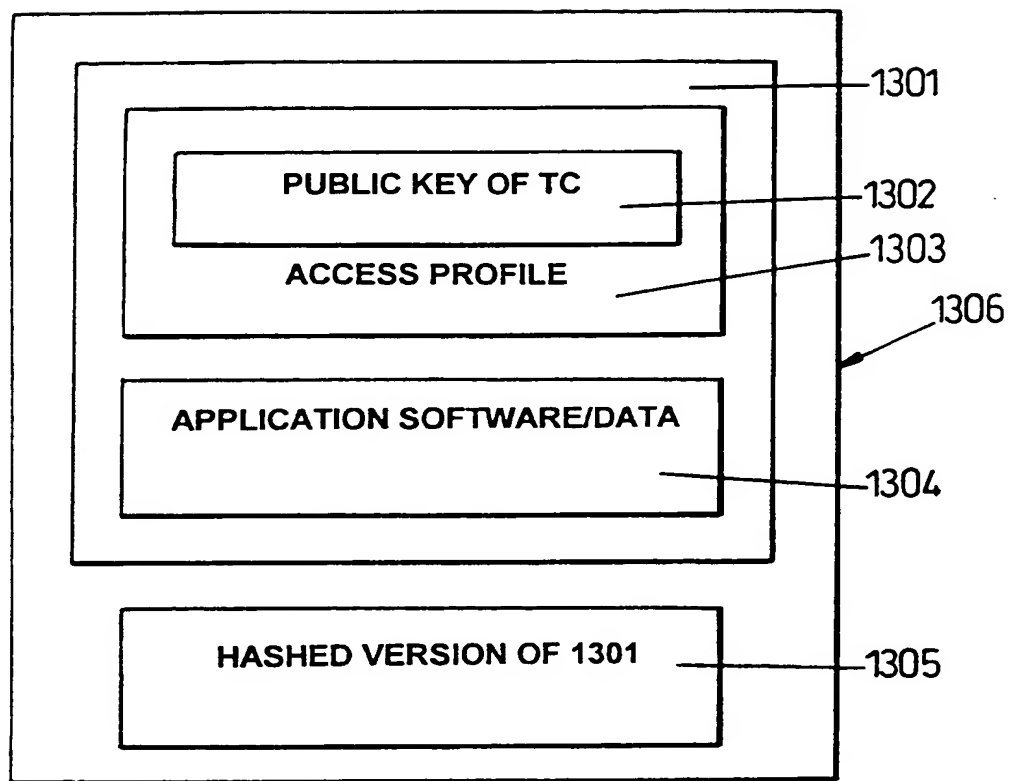 1301
PUBLIC KEY OF TC
1302
1303
ACCESS PROFILE
1306
APPLICATION SOFTWARE/DATA
1304
HASHED VERSION OF 1301
1305